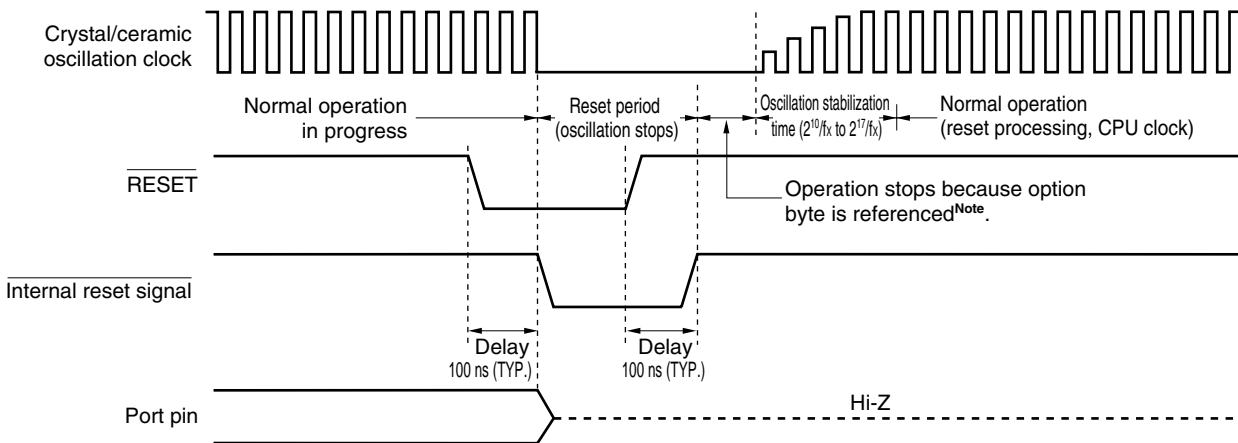 Crystal/ceramic
oscillation clock
Normal operation
in progress
Reset period
(oscillation stops)
Oscillation stabilization
time (2¹⁰/fx to 2¹⁷/fx)
Normal operation
(reset processing, CPU clock)
RESET
Operation stops because option
byte is referencedᴺᵒᵗᵉ.
Internal reset signal
Delay
100 ns (TYP.)
Delay
100 ns (TYP.)
Port pin
Hi-Z